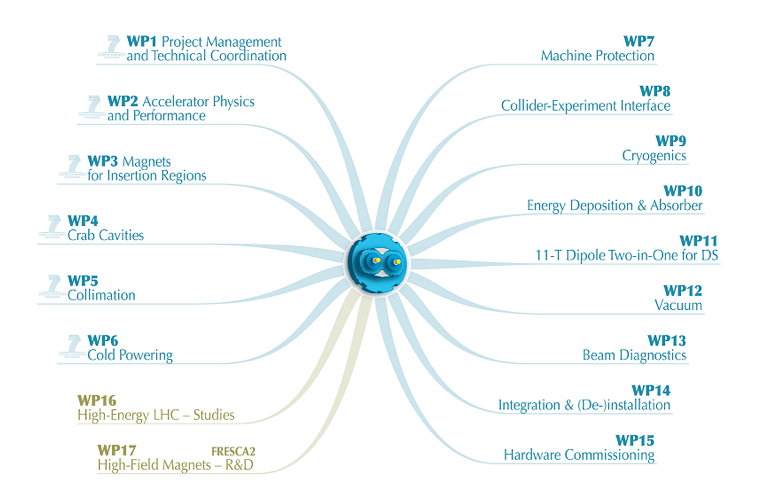 WP1 Project Management
and Technical Coordination
WP2 Accelerator Physics
and Performance
WP3 Magnets
for Insertion Regions
WP4
Crab Cavities
WP5
Collimation
WP6
Cold Powering
WP16
High-Energy LHC – Studies
WP17 FRESCA2
High-Field Magnets – R&D
WP7
Machine Protection
WP8
Collider-Experiment Interface
WP9
Cryogenics
WP10
Energy Deposition & Absorber
WP11
11-T Dipole Two-in-One for DS
WP12
Vacuum
WP13
Beam Diagnostics
WP14
Integration & (De-)installation
WP15
Hardware Commissioning